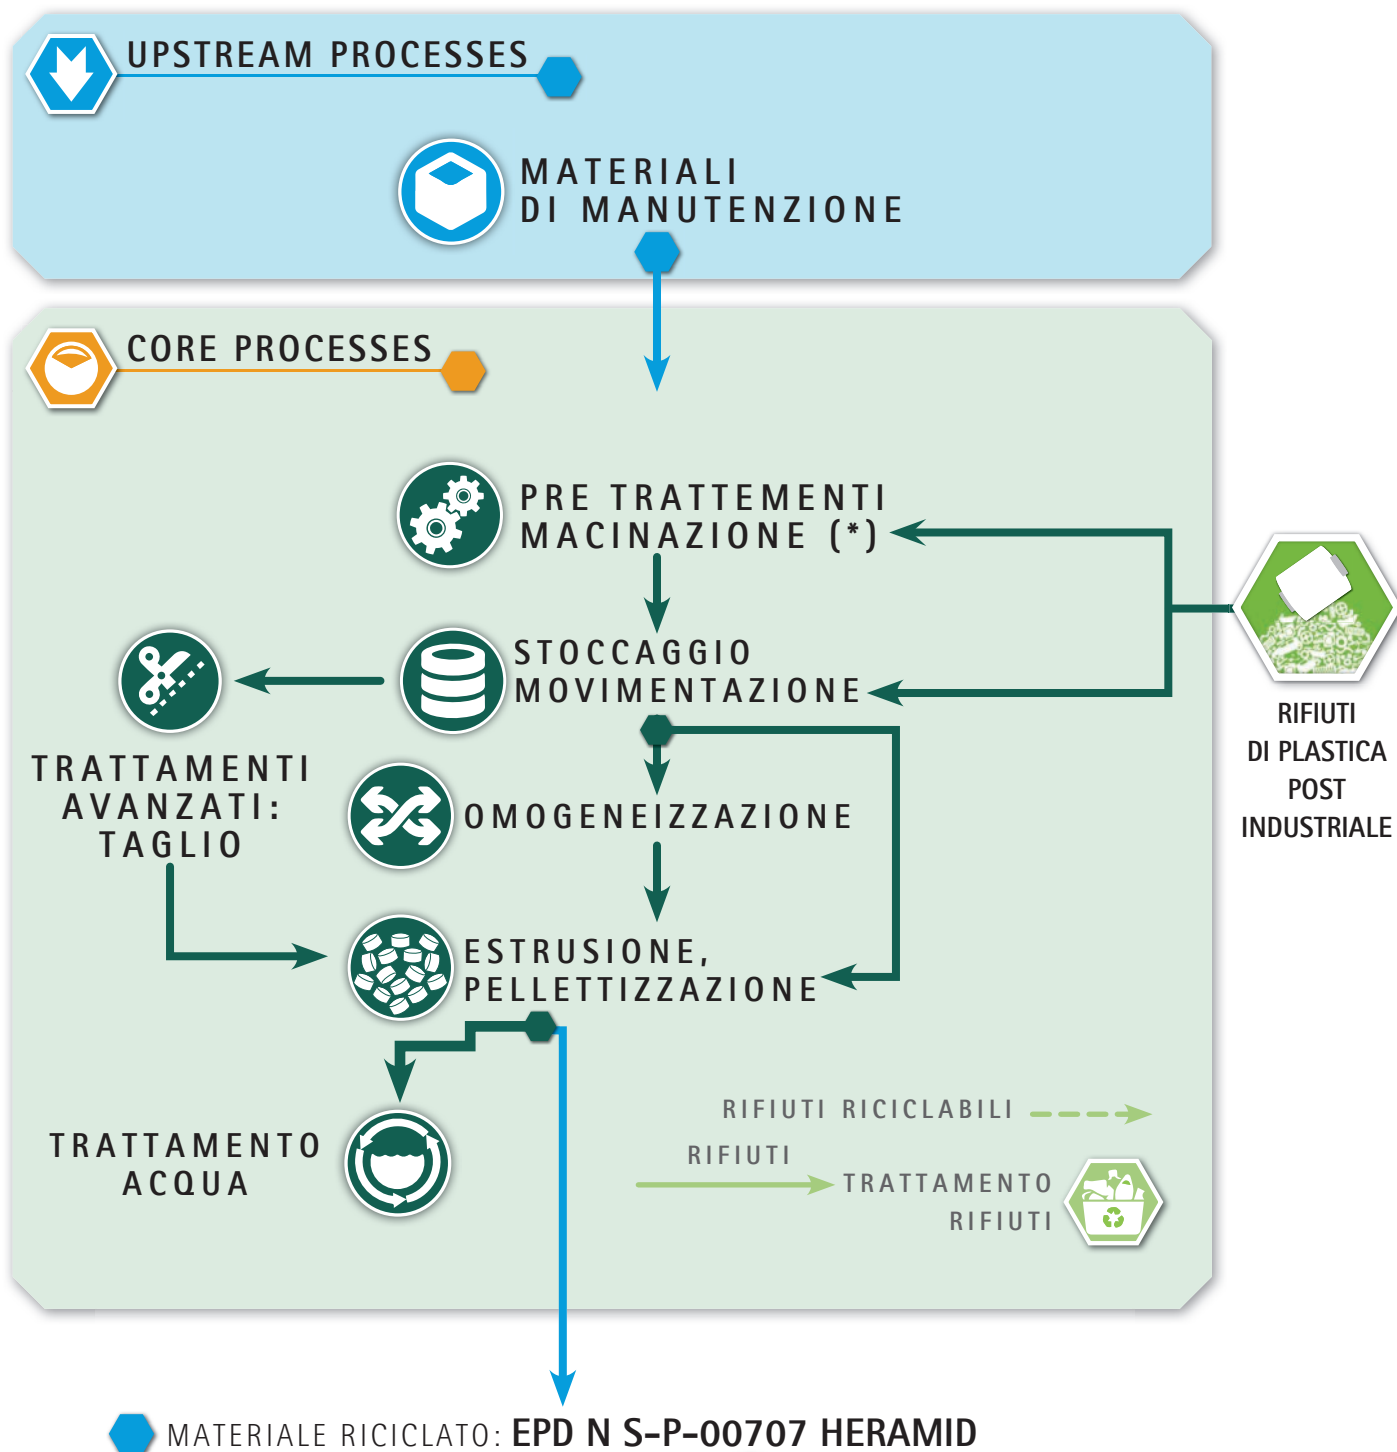 UPSTREAM PROCESSES
MATERIALI
DI MANUTENZIONE
CORE PROCESSES
PRE TRATTEMENTI
MACINAZIONE (*)
STOCCAGGIO
MOVIMENTAZIONE
RIFIUTI
DI PLASTICA
POST
INDUSTRIALE
TRATTAMENTI
AVANZATI:
TAGLIO
OMOGENEIZZAZIONE
ESTRUSIONE,
PELLETTIZZAZIONE
TRATTAMENTO
ACQUA
RIFIUTI RICICLABILI
RIFIUTI
TRATTAMENTO
RIFIUTI
MATERIALE RICICLATO: EPD N S-P-00707 HERAMID